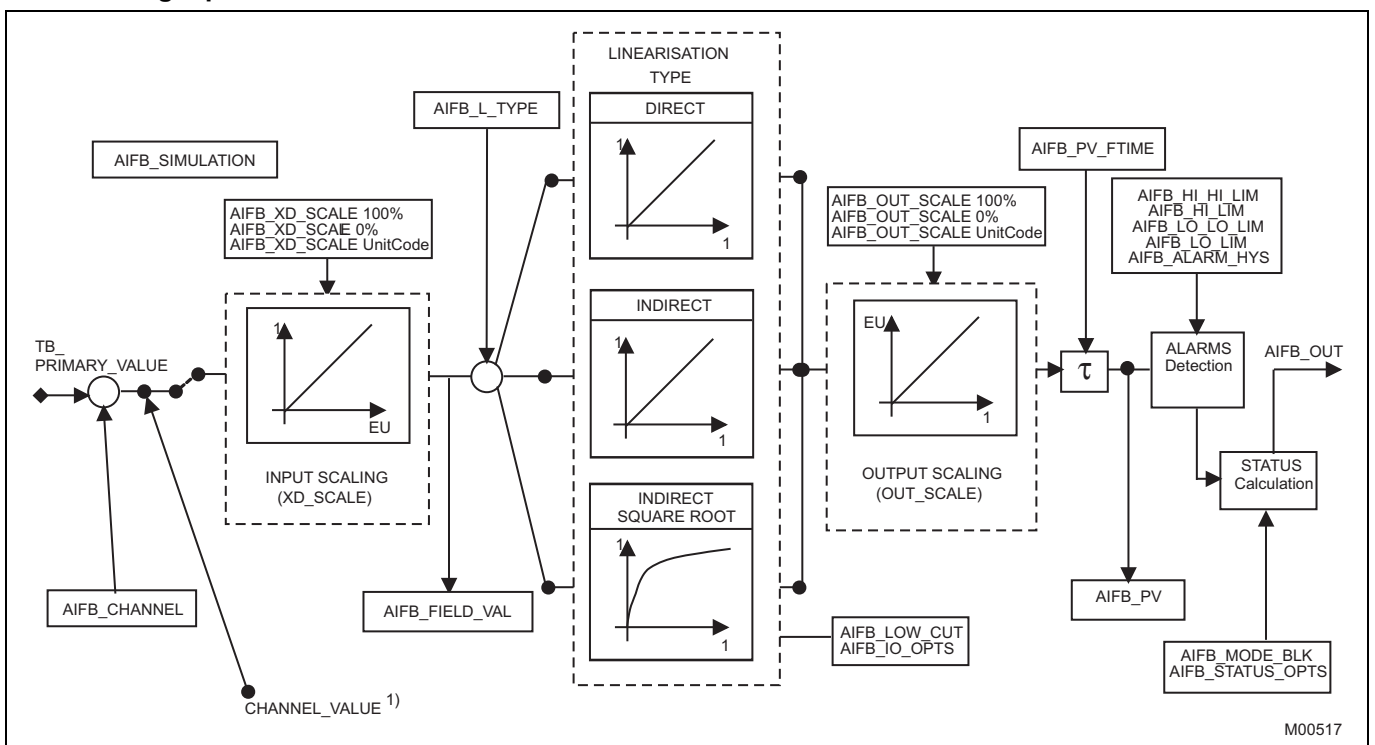 LINEARISATION
TYPE
DIRECT
1
1
AIFB_L_TYPE
AIFB_SIMULATION
AIFB_PV_FTIME
AIFB_XD_SCALE 100%
AIFB_XD_SCALE 0%
AIFB_XD_SCALE UnitCode
AIFB_OUT_SCALE 100%
AIFB_OUT_SCALE 0%
AIFB_OUT_SCALE UnitCode
AIFB_HI_HI_LIM
AIFB_HI_LIM
AIFB_LO_LO_LIM
AIFB_LO_LIM
AIFB_ALARM_HYS
TB_
PRIMARY_VALUE
1
EU
INPUT SCALING
(XD_SCALE)
INDIRECT
1
1
EU
1
OUTPUT SCALING
(OUT_SCALE)
τ
ALARMS
Detection
AIFB_OUT
STATUS
Calculation
INDIRECT
SQUARE ROOT
1
1
AIFB_CHANNEL
AIFB_FIELD_VAL
AIFB_PV
AIFB_LOW_CUT
AIFB_IO_OPTS
AIFB_MODE_BLK
AIFB_STATUS_OPTS
CHANNEL_VALUE 1)
M00517